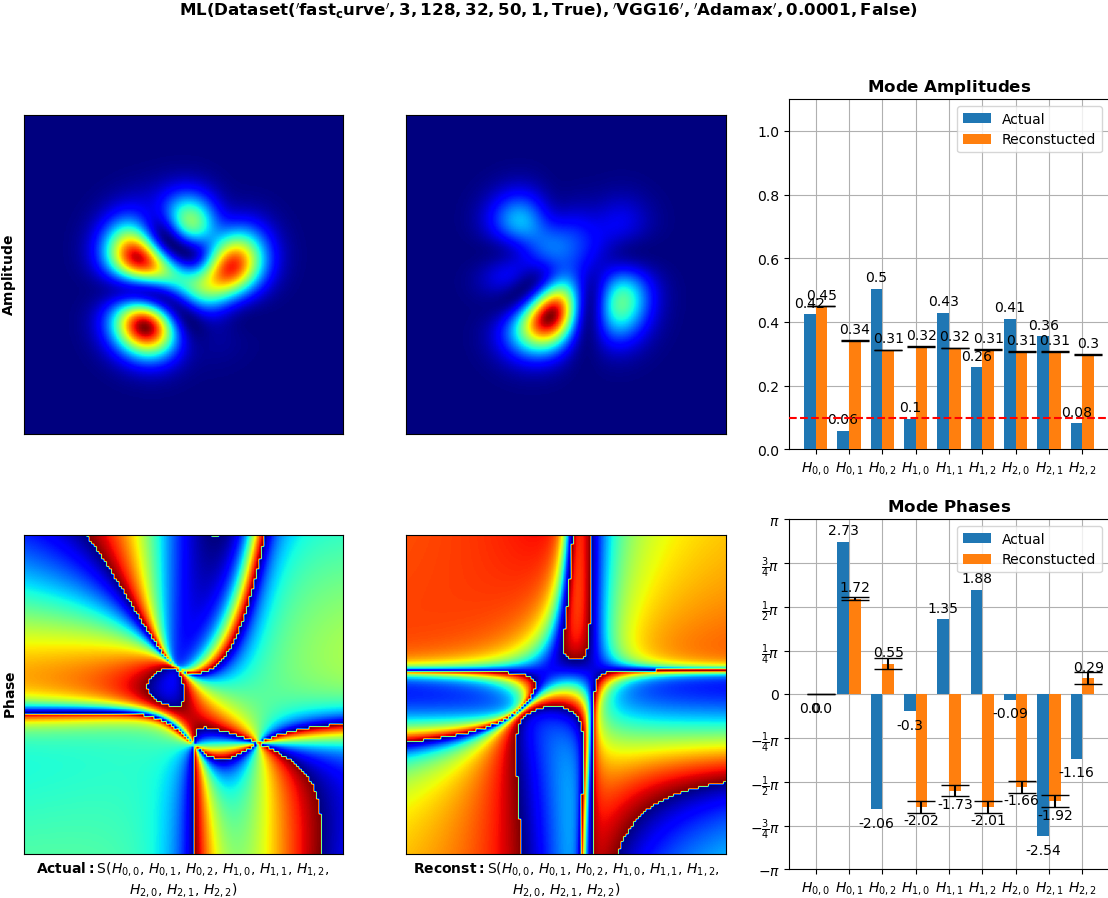 ML(Dataset('fast_curve', 3, 128, 32, 50, 1, True), 'VGG16', 'Adamax', 0.0001, False)
Amplitude
Mode Amplitudes
Actual
Reconstucted
1.0
0.8
0.6
0.4
0.2
0.0
0.42
0.45
0.06
0.34
0.5
0.31
0.1
0.32
0.43
0.32
0.26
0.31
0.41
0.31
0.36
0.31
0.08
0.3
H0,0 H0,1 H0,2 H1,0 H1,1 H1,2 H2,0 H2,1 H2,2
Phase
Actual: S(H0,0, H0,1, H0,2, H1,0, H1,1, H1,2,
H2,0, H2,1, H2,2)
Reconst: S(H0,0, H0,1, H0,2, H1,0, H1,1, H1,2,
H2,0, H2,1, H2,2)
Mode Phases
Actual
Reconstucted
π
3/4π
1/2π
1/4π
0
−1/4π
−1/2π
−3/4π
−π
0.0
0.0
2.73
1.72
-2.06
0.55
-0.3
-2.02
1.35
-1.73
1.88
-2.01
-0.09
-1.66
-2.54
-1.92
-1.16
0.29
H0,0 H0,1 H0,2 H1,0 H1,1 H1,2 H2,0 H2,1 H2,2